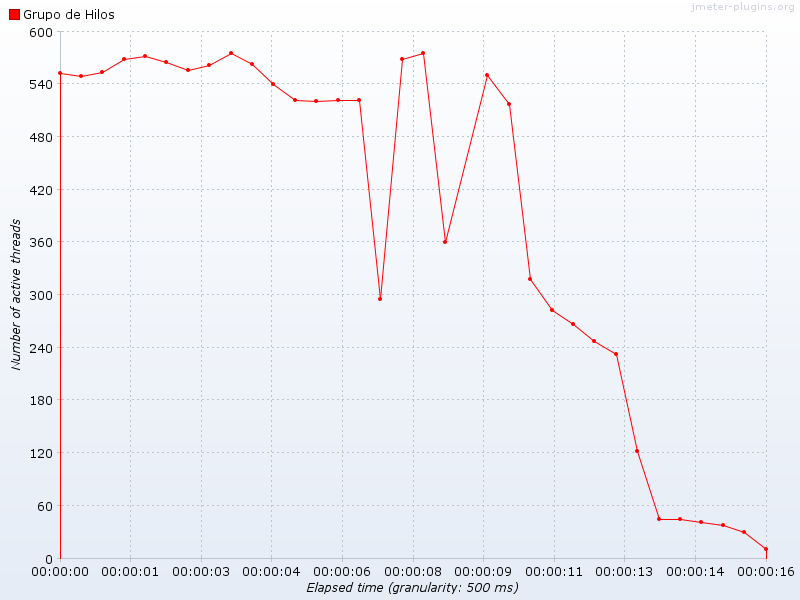 jmeter-plugins.org
Grupo de Hilos
600
540
480
420
360
300
240
180
120
60
0
Number of active threads
00:00:00 00:00:01 00:00:03 00:00:04 00:00:06 00:00:08 00:00:09 00:00:11 00:00:13 00:00:14 00:00:16
Elapsed time (granularity: 500 ms)